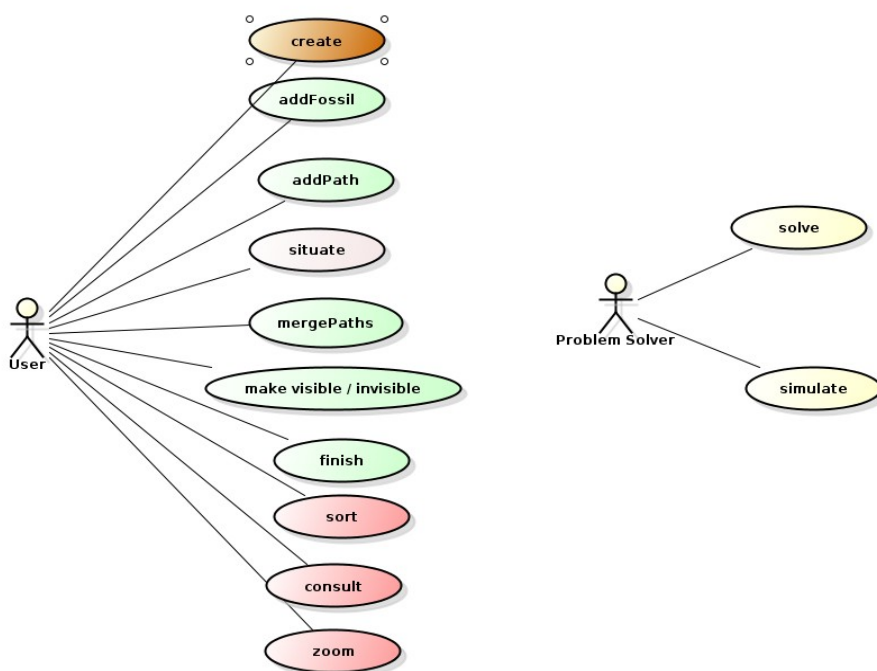 create
addFossil
addPath
situate
mergePaths
make visible / invisible
finish
sort
consult
zoom
User
solve
Problem Solver
simulate